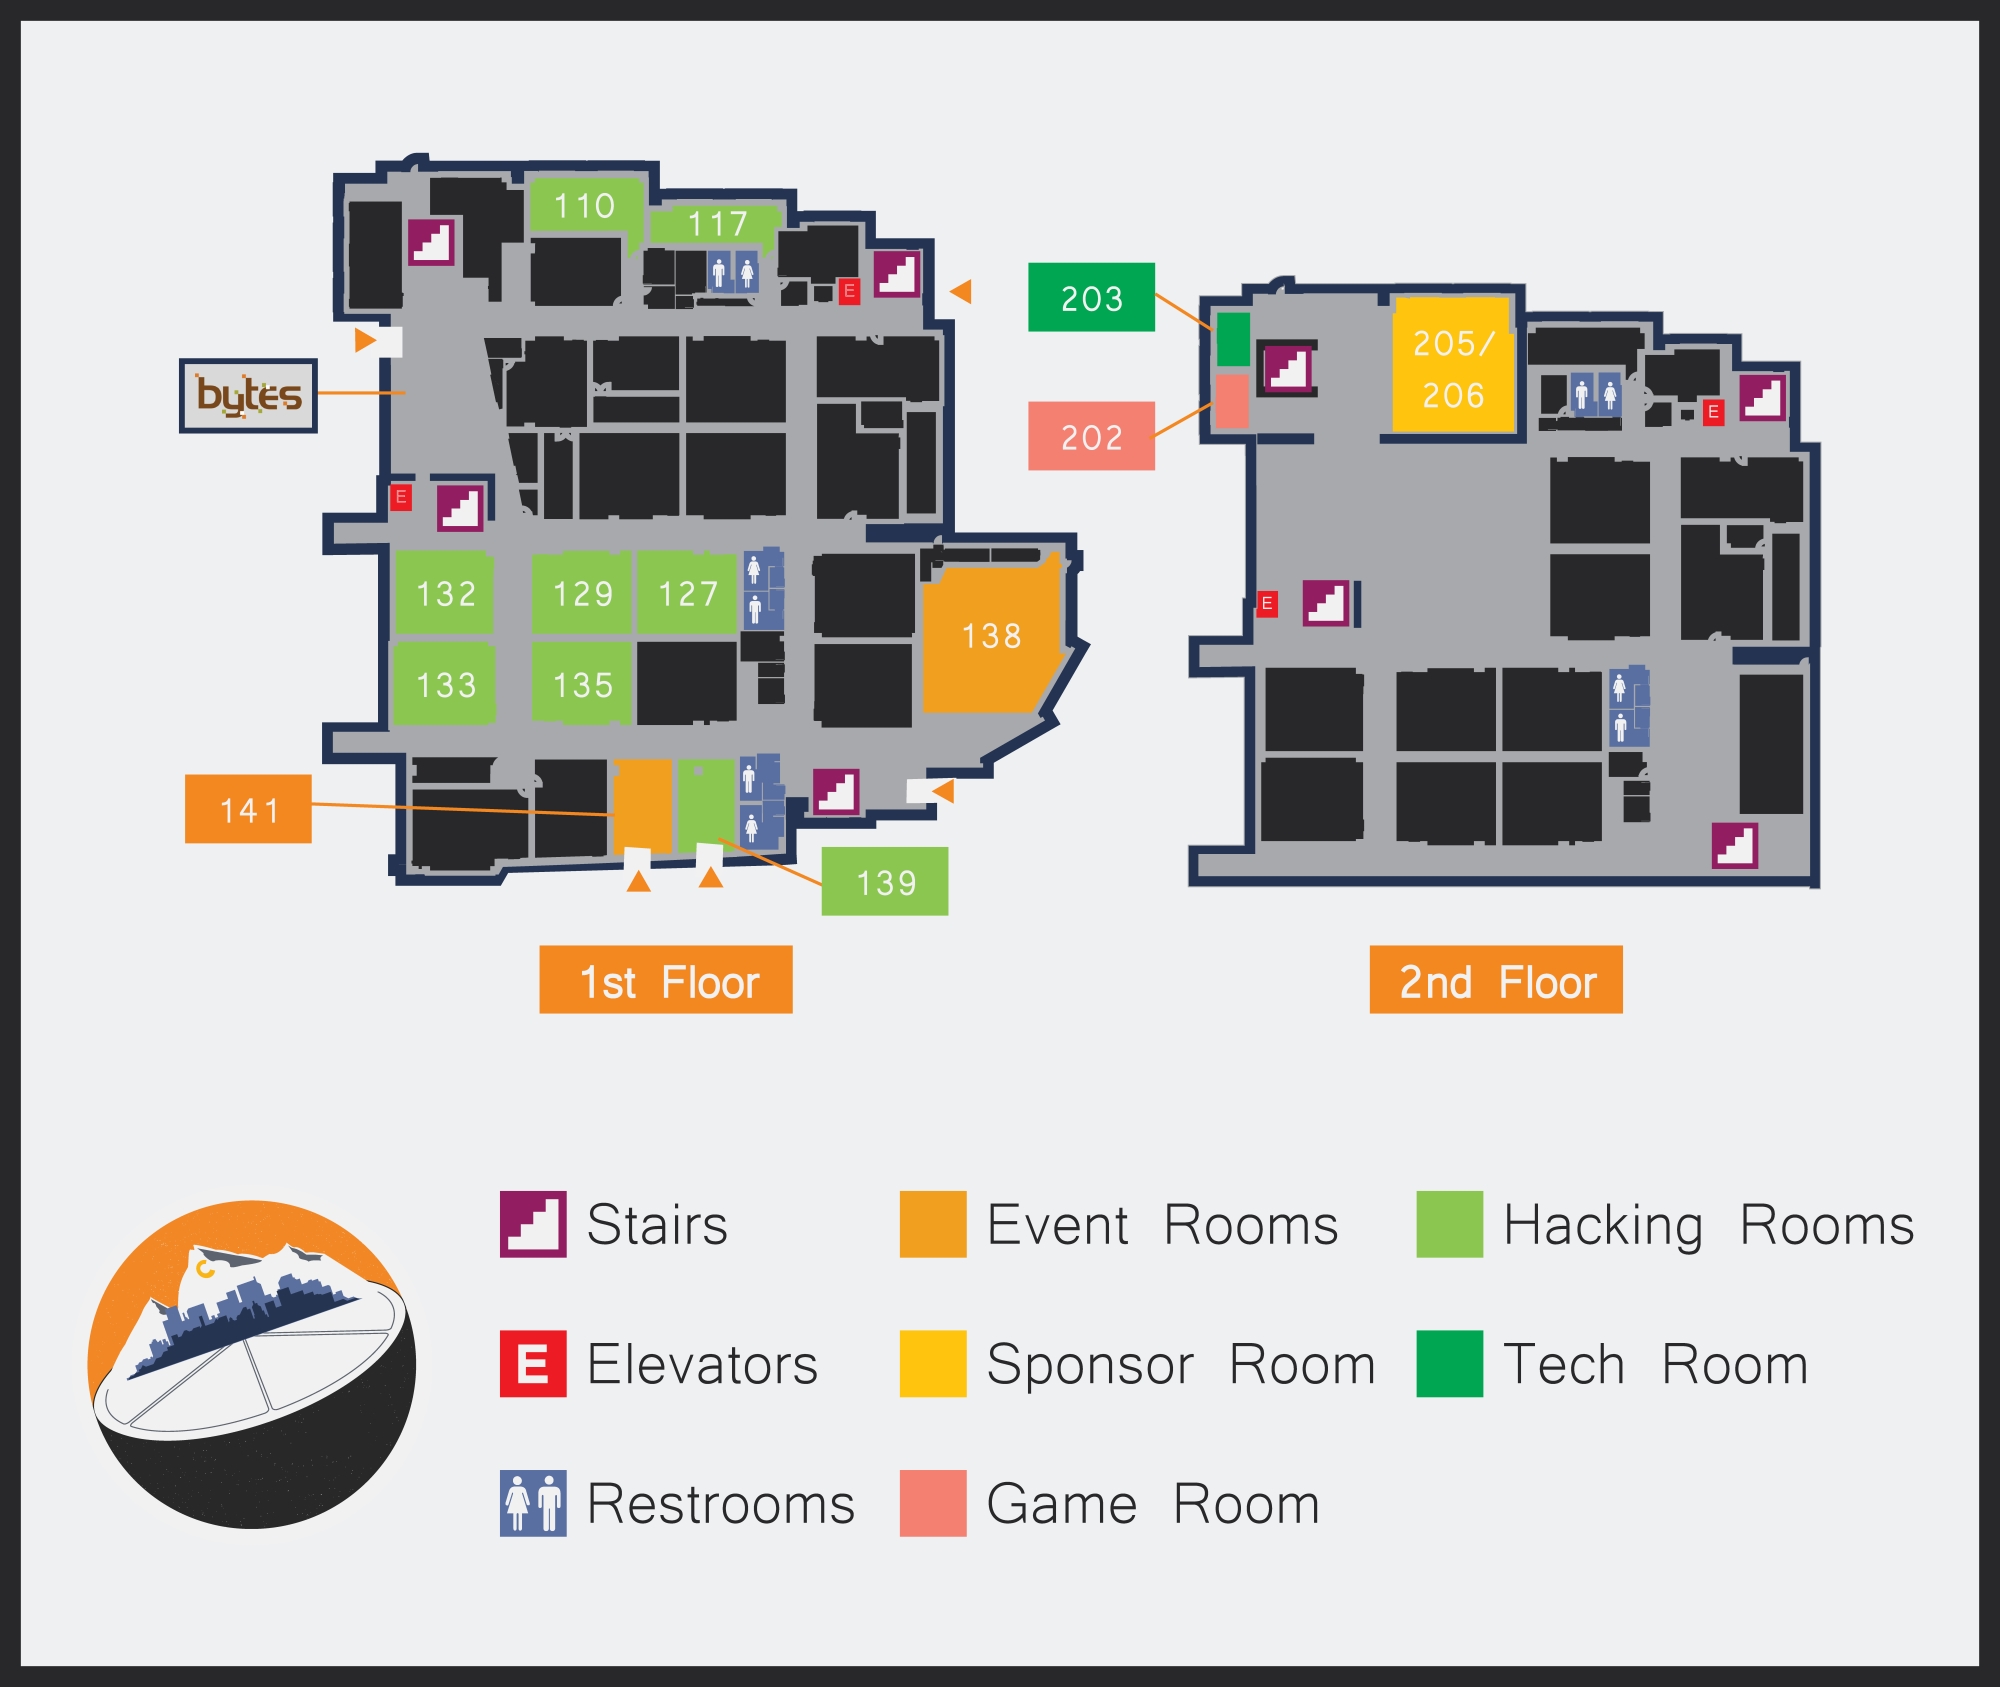 110
117
E
bytes
E
132
129
127
133
135
138
141
139
1st Floor
203
202
205/
206
E
E
2nd Floor
Stairs
Event Rooms
Hacking Rooms
E
Elevators
Sponsor Room
Tech Room
Restrooms
Game Room